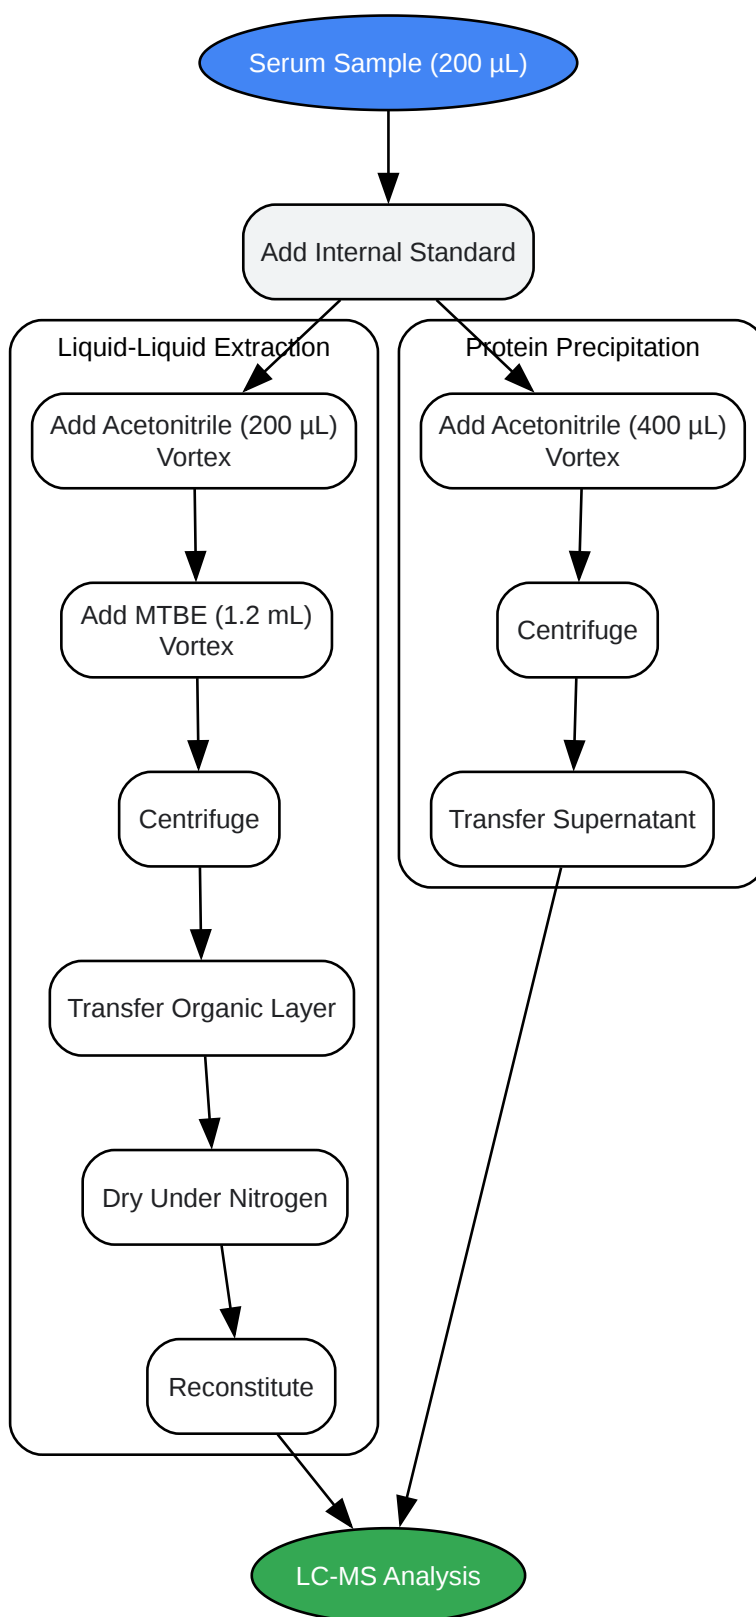 Serum Sample (200 µL)
Add Internal Standard
Liquid-Liquid Extraction
Add Acetonitrile (200 µL)
Vortex
Add MTBE (1.2 mL)
Vortex
Centrifuge
Transfer Organic Layer
Dry Under Nitrogen
Reconstitute
Protein Precipitation
Add Acetonitrile (400 µL)
Vortex
Centrifuge
Transfer Supernatant
LC-MS Analysis